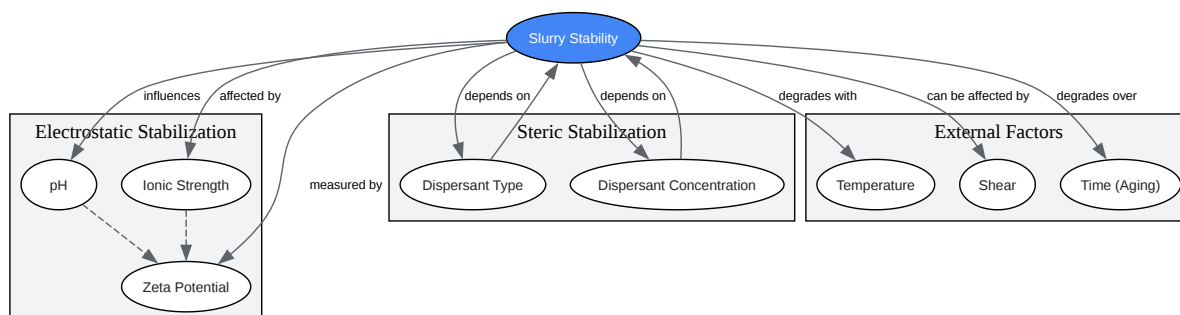 Slurry Stability
influences
affected by
depends on
depends on
degrades with
can be affected by
degrades over
Electrostatic Stabilization
Steric Stabilization
External Factors
pH
Ionic Strength
measured by
Dispersant Type
Dispersant Concentration
Temperature
Shear
Time (Aging)
Zeta Potential